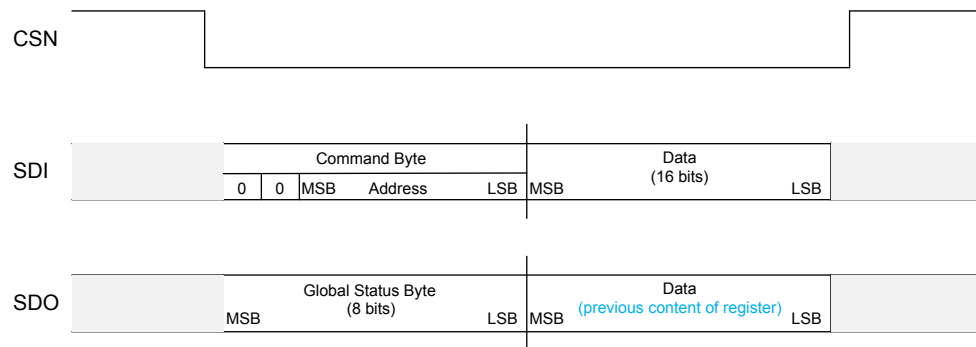 CSN
SDI
Command Byte
0 0 MSB Address LSB
Data
(16 bits)
MSB LSB
SDO
Global Status Byte
(8 bits)
MSB LSB
Data
(previous content of register)
MSB LSB